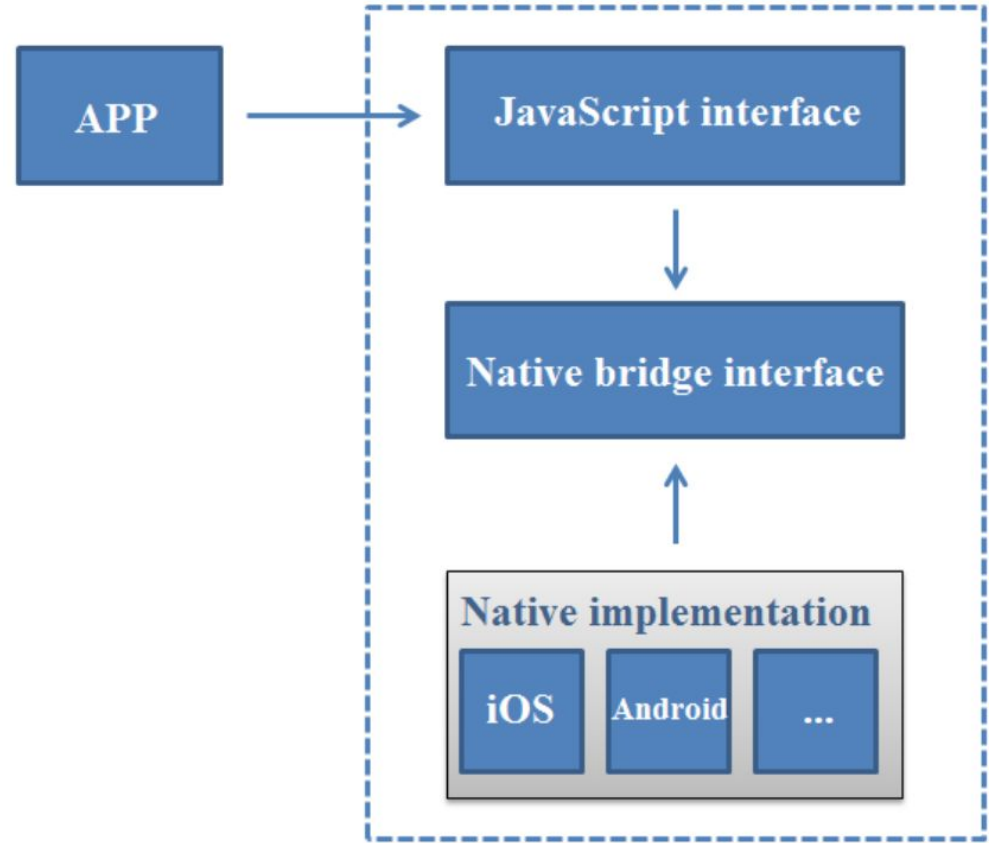 APP
JavaScript interface
Native bridge interface
Native implementation
iOS
Android
...